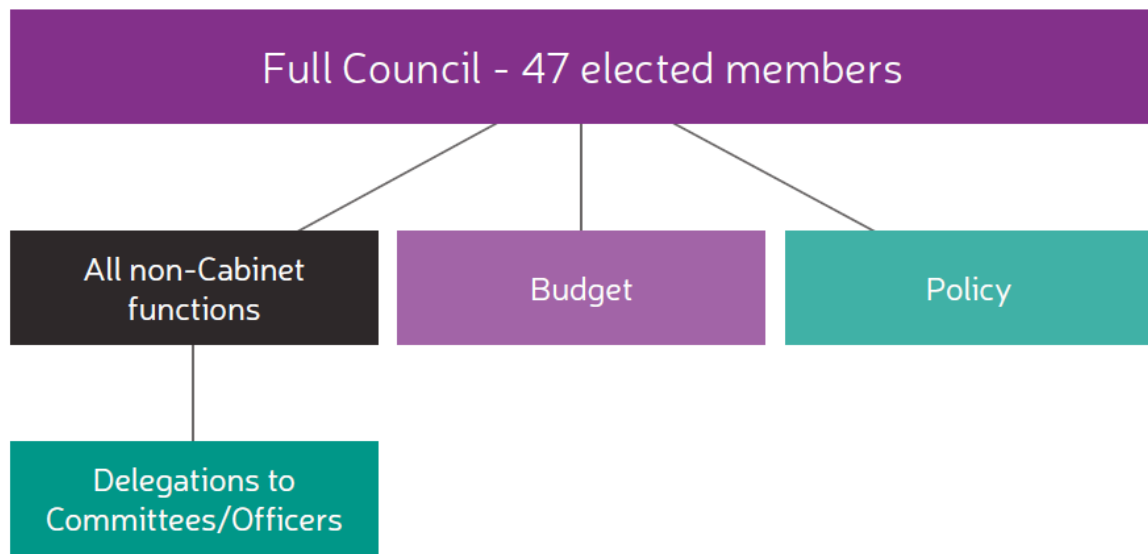 Full Council - 47 elected members
All non-Cabinet
functions
Budget
Policy
Delegations to
Committees/Officers